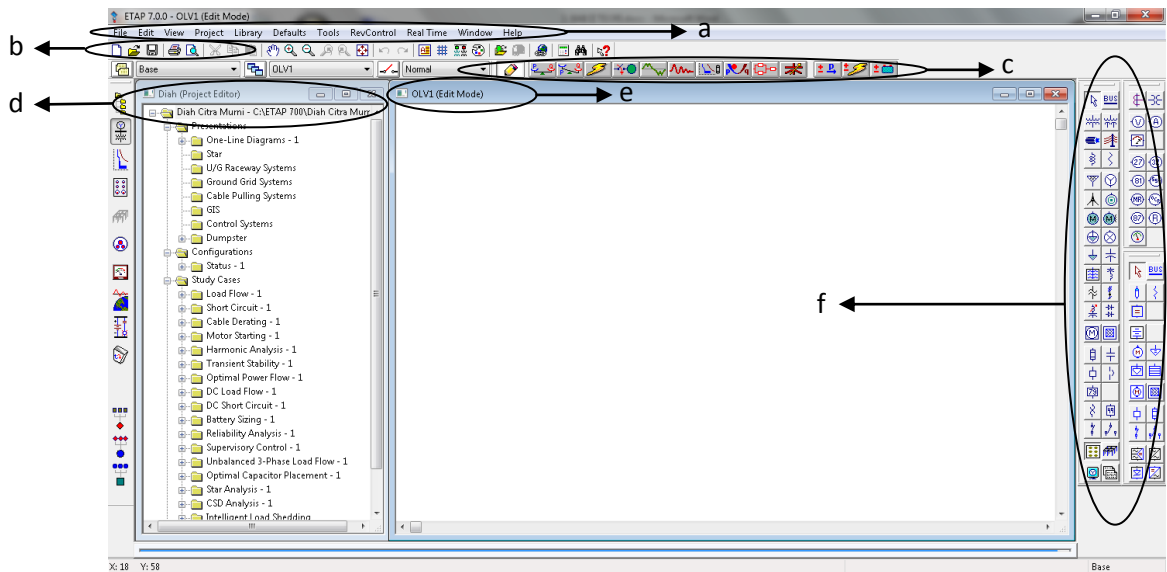 ETAP 7.0.0 - OLV1 (Edit Mode)
File Edit View Project Library Defaults Tools RevControl Real Time Window Help
a
b
Base OLV1 Normal
c
d
Diah (Project Editor)
OLV1 (Edit Mode)
e
Diah Citra Murni - C:\ETAP 700\Diah Citra Murr
Presentations
One-Line Diagrams - 1
Star
U/G Raceway Systems
Ground Grid Systems
Cable Pulling Systems
GIS
Control Systems
Dumpster
Configurations
Status - 1
Study Cases
Load Flow - 1
Short Circuit - 1
Cable Derating - 1
Motor Starting - 1
Harmonic Analysis - 1
Transient Stability - 1
Optimal Power Flow - 1
DC Load Flow - 1
DC Short Circuit - 1
Battery Sizing - 1
Reliability Analysis - 1
Supervisory Control - 1
Unbalanced 3-Phase Load Flow - 1
Optimal Capacitor Placement - 1
Star Analysis - 1
CSD Analysis - 1
Intelligent Load Shedding
f
BUS
V A
27 32
81
MR
87 R
BUS
X: 18 Y: 58
Base